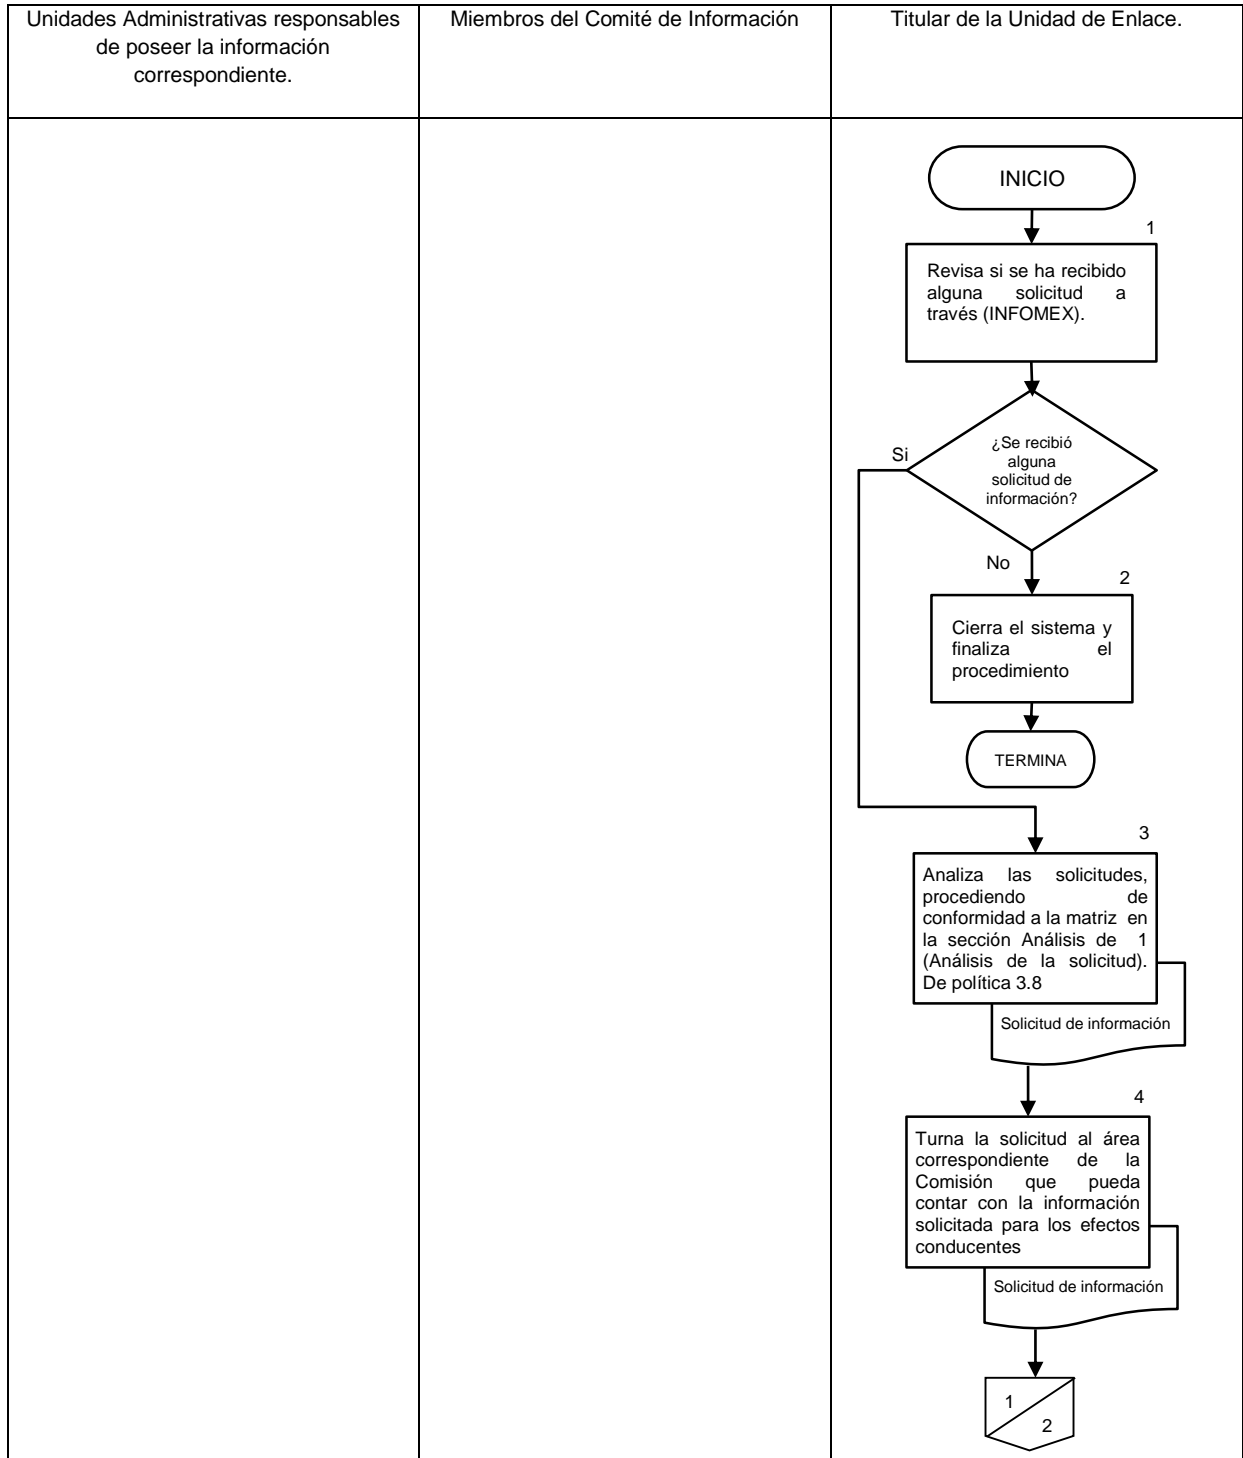 Unidades Administrativas responsables
de poseer la información
correspondiente.
Miembros del Comité de Información
Titular de la Unidad de Enlace.
INICIO
1
Revisa si se ha recibido
alguna solicitud a
través (INFOMEX).
¿Se recibió
alguna
solicitud de
información?
Si
No
2
Cierra el sistema y
finaliza el
procedimiento
TERMINA
3
Analiza las solicitudes,
procediendo de
conformidad a la matriz en
la sección Análisis de 1
(Análisis de la solicitud).
De política 3.8
Solicitud de información
4
Turna la solicitud al área
correspondiente de la
Comisión que pueda
contar con la información
solicitada para los efectos
conducentes
Solicitud de información
1
2